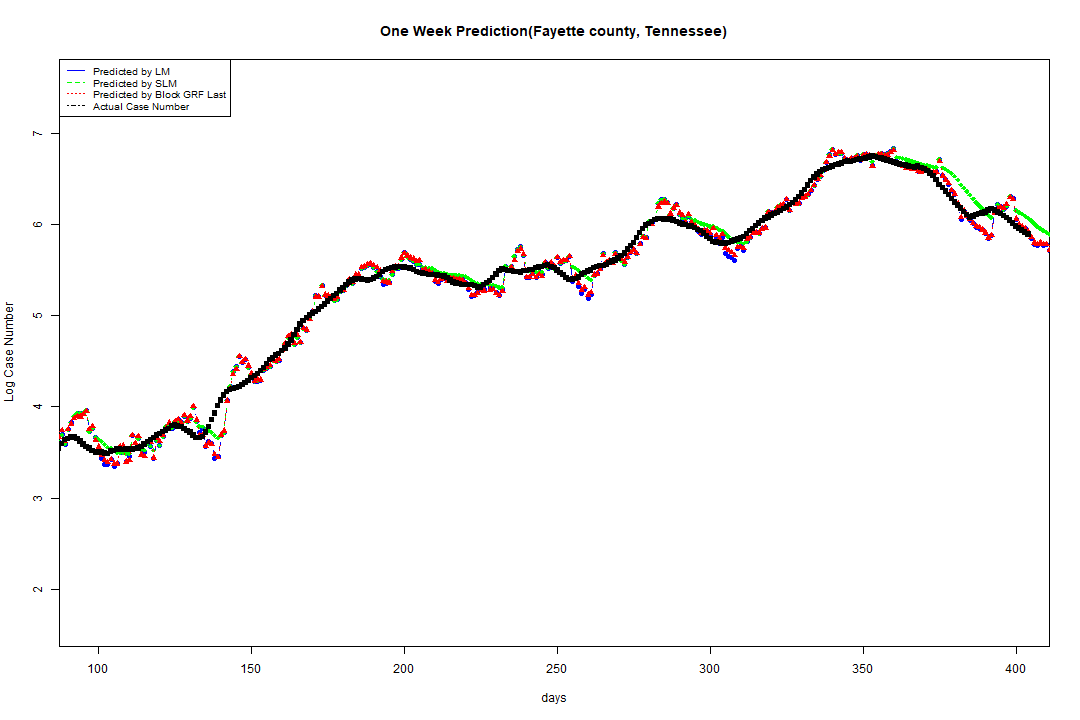 One Week Prediction(Fayette county, Tennessee)
Predicted by LM
Predicted by SLM
Predicted by Block GRF Last
Actual Case Number
7
6
5
4
3
2
Log Case Number
100 150 200 250 300 350 400
days